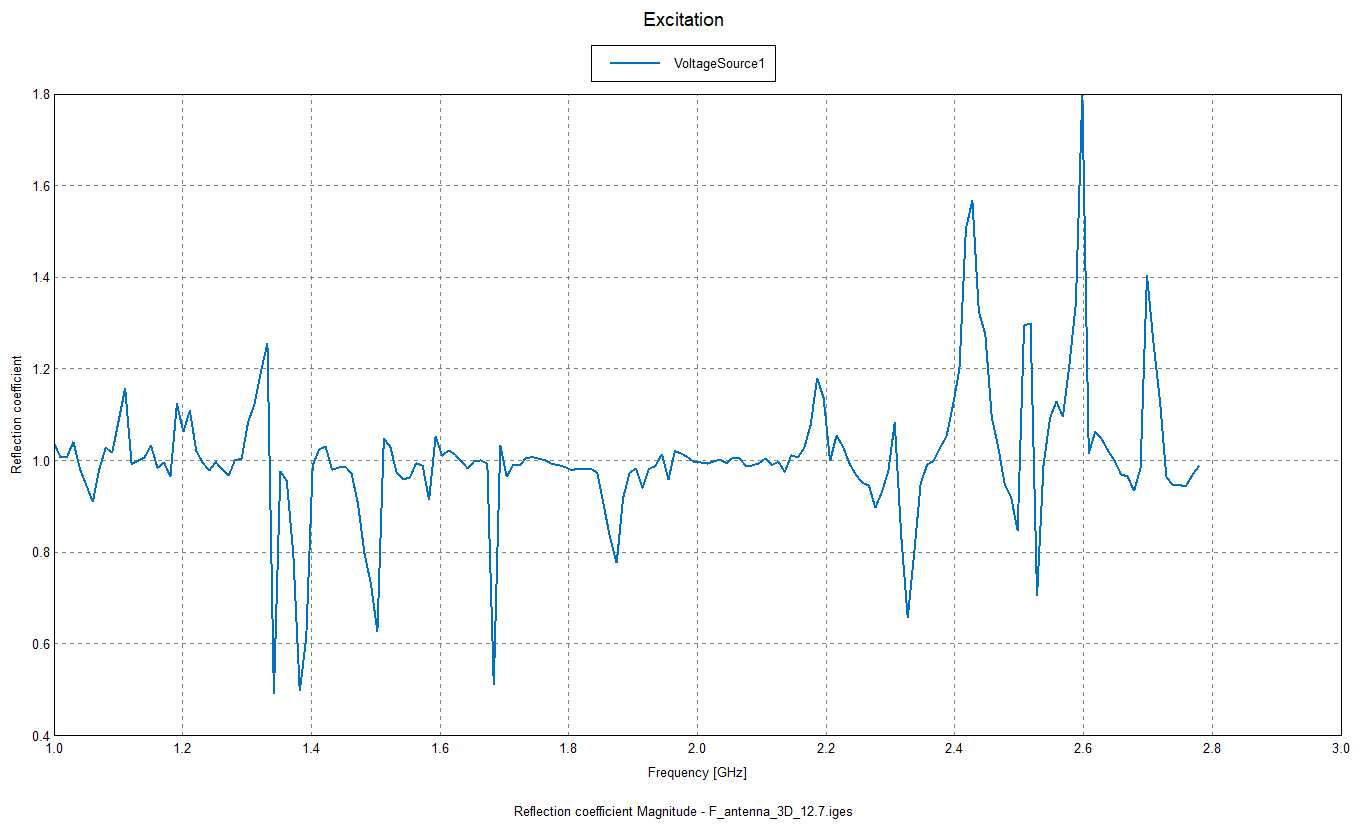 Excitation
VoltageSource1
1.8
1.6
1.4
1.2
1.0
0.8
0.6
0.4
Reflection coefficient
1.0 1.2 1.4 1.6 1.8 2.0 2.2 2.4 2.6 2.8 3.0
Frequency [GHz]
Reflection coefficient Magnitude - F_antenna_3D_12.7.iges